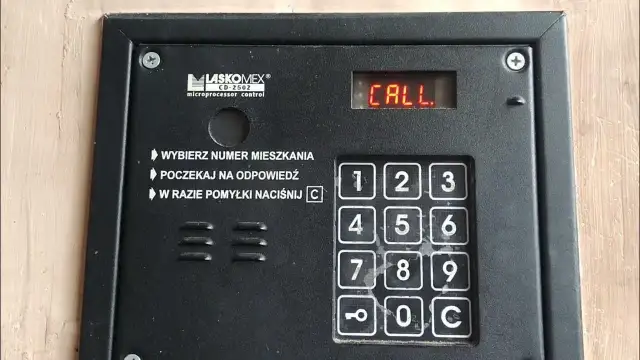 LASKOMEX®
CD-2502
microprocessor control
CALL.
WYBIERZ NUMER MIESZKANIA
POCZEKAJ NA ODPOWIEDŹ
W RAZIE POMYŁKI NACIŚNIJ C
1 2 3
4 5 6
7 8 9
0 C